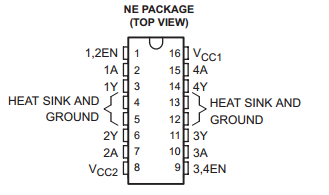 NE PACKAGE
(TOP VIEW)
1,2EN 1 16 VCC1
1A 2 15 4A
1Y 3 14 4Y
HEAT SINK AND GROUND 4 13 HEAT SINK AND GROUND
5 12
2Y 6 11 3Y
2A 7 10 3A
VCC2 8 9 3,4EN